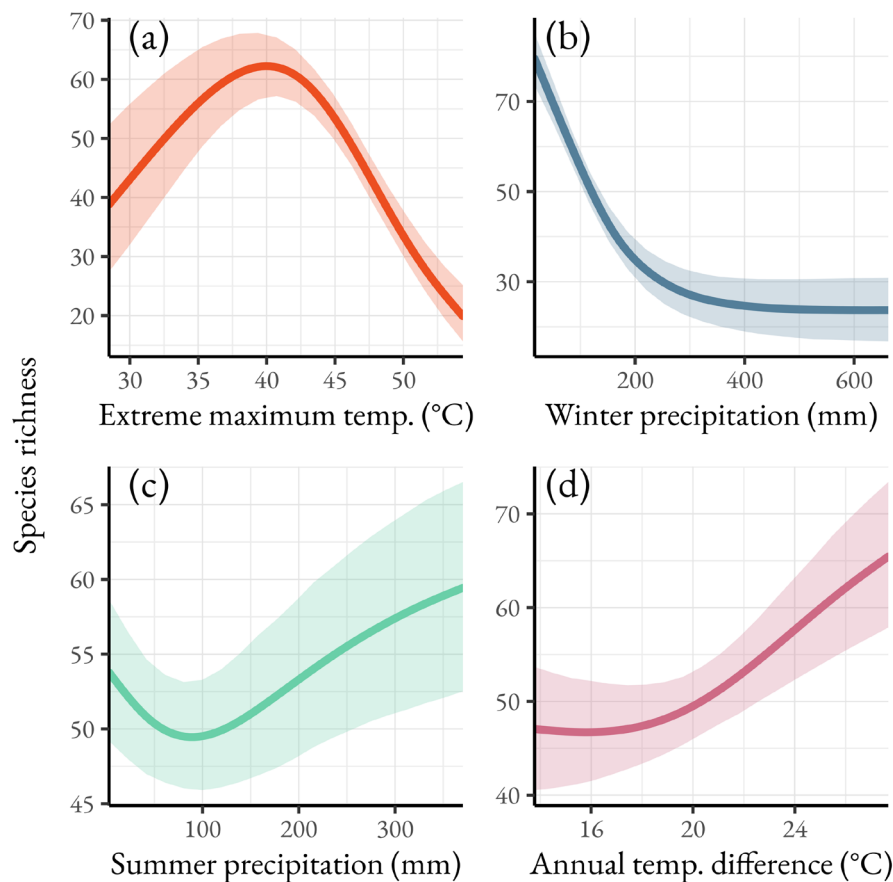 Species richness
(a)
70
60
50
40
30
20
30 35 40 45 50
Extreme maximum temp. (°C)
(b)
70
50
30
200 400 600
Winter precipitation (mm)
(c)
65
60
55
50
45
100 200 300
Summer precipitation (mm)
(d)
70
60
50
40
16 20 24
Annual temp. difference (°C)